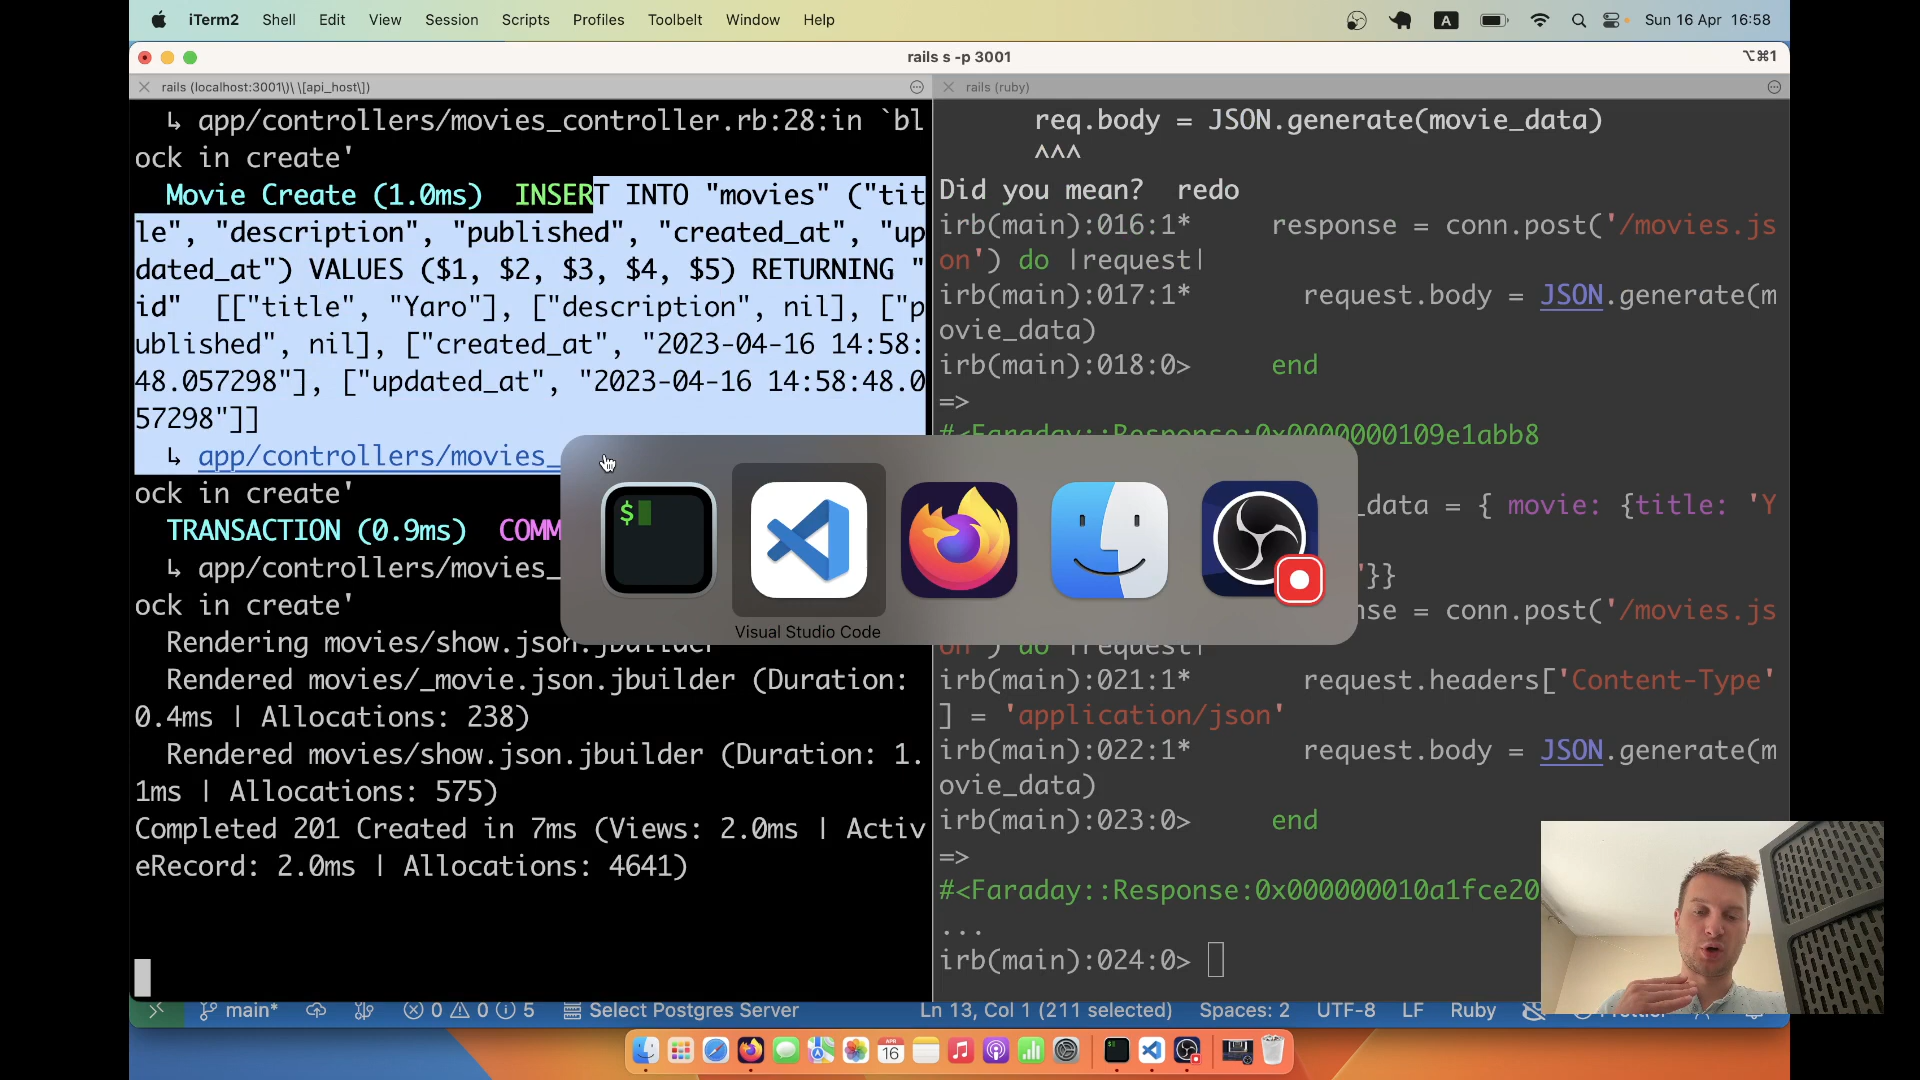 iTerm2 Shell Edit View Session Scripts Profiles Toolbelt Window Help A Sun 16 Apr 16:58
rails s -p 3001 ⌥⌘1
rails (localhost:3001\)\ \[api_host\])
↳ app/controllers/movies_controller.rb:28:in `bl
ock in create'
Movie Create (1.0ms) INSERT INTO "movies" ("tit
le", "description", "published", "created_at", "up
dated_at") VALUES ($1, $2, $3, $4, $5) RETURNING "
id" [["title", "Yaro"], ["description", nil], ["p
ublished", nil], ["created_at", "2023-04-16 14:58:
48.057298"], ["updated_at", "2023-04-16 14:58:48.0
57298"]]
↳ app/controllers/movies_
ock in create'
TRANSACTION (0.9ms) COMM
↳ app/controllers/movies_
ock in create'
Rendering movies/show.json.jbuilder
Rendered movies/_movie.json.jbuilder (Duration:
0.4ms | Allocations: 238)
Rendered movies/show.json.jbuilder (Duration: 1.
1ms | Allocations: 575)
Completed 201 Created in 7ms (Views: 2.0ms | Activ
eRecord: 2.0ms | Allocations: 4641)
rails (ruby)
req.body = JSON.generate(movie_data)
^^^
Did you mean? redo
irb(main):016:1* response = conn.post('/movies.js
on') do |request|
irb(main):017:1* request.body = JSON.generate(m
ovie_data)
irb(main):018:0> end
=>
#<Faraday::Response:0x0000000109e1abb8
_data = { movie: {title: 'Y
'}}
nse = conn.post('/movies.js
on') do |request|
irb(main):021:1* request.headers['Content-Type'
] = 'application/json'
irb(main):022:1* request.body = JSON.generate(m
ovie_data)
irb(main):023:0> end
=>
#<Faraday::Response:0x000000010a1fce20
...
irb(main):024:0>
$
Visual Studio Code
main* 0 0 5 Select Postgres Server Ln 13, Col 1 (211 selected) Spaces: 2 UTF-8 LF Ruby
APR
16
$